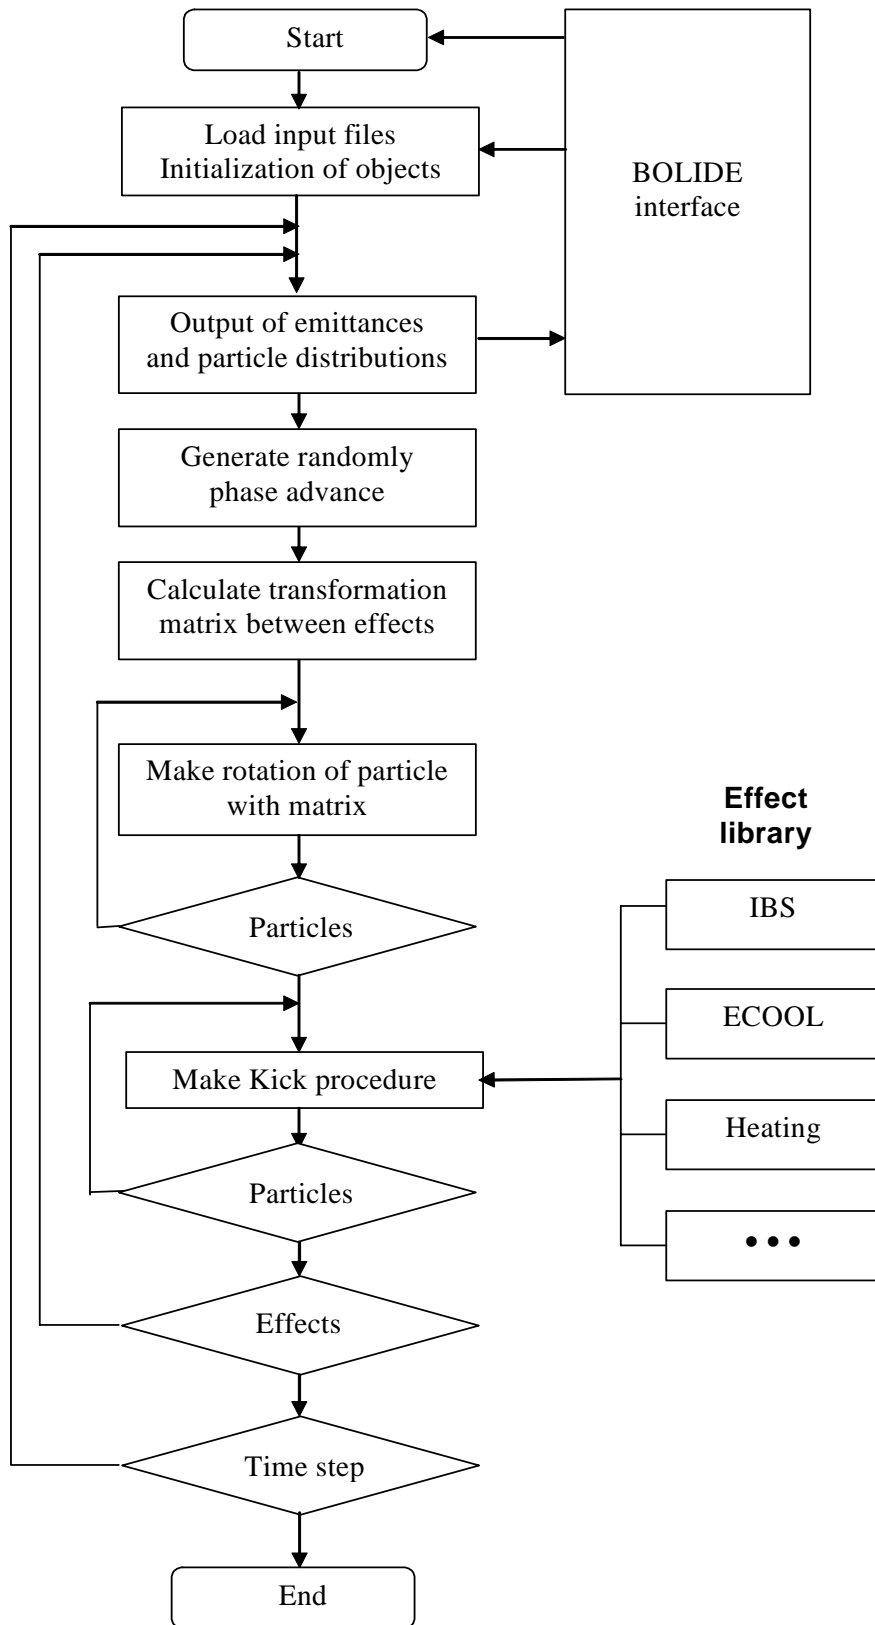 Start
Load input files
Initialization of objects
BOLIDE
interface
Output of emittances
and particle distributions
Generate randomly
phase advance
Calculate transformation
matrix between effects
Make rotation of particle
with matrix
Particles
Effect
library
IBS
ECOOL
Heating
•••
Make Kick procedure
Particles
Effects
Time step
End